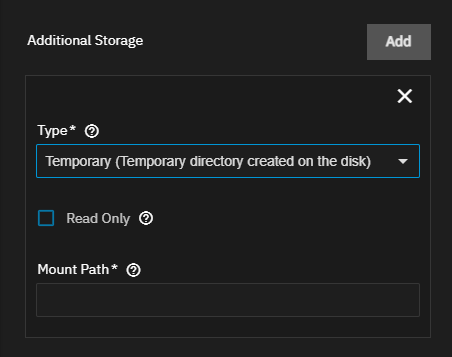 Additional Storage
Add
Type*
Temporary (Temporary directory created on the disk)
Read Only
Mount Path*